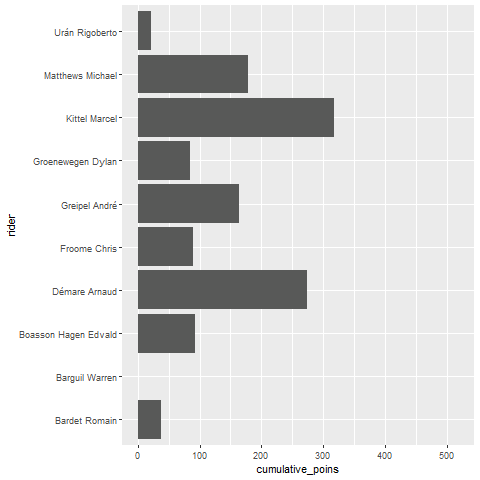 Urán Rigoberto
Matthews Michael
Kittel Marcel
Groenewegen Dylan
Greipel André
Froome Chris
Démare Arnaud
Boasson Hagen Edvald
Barguil Warren
Bardet Romain
rider
0 100 200 300 400 500
cumulative_poins